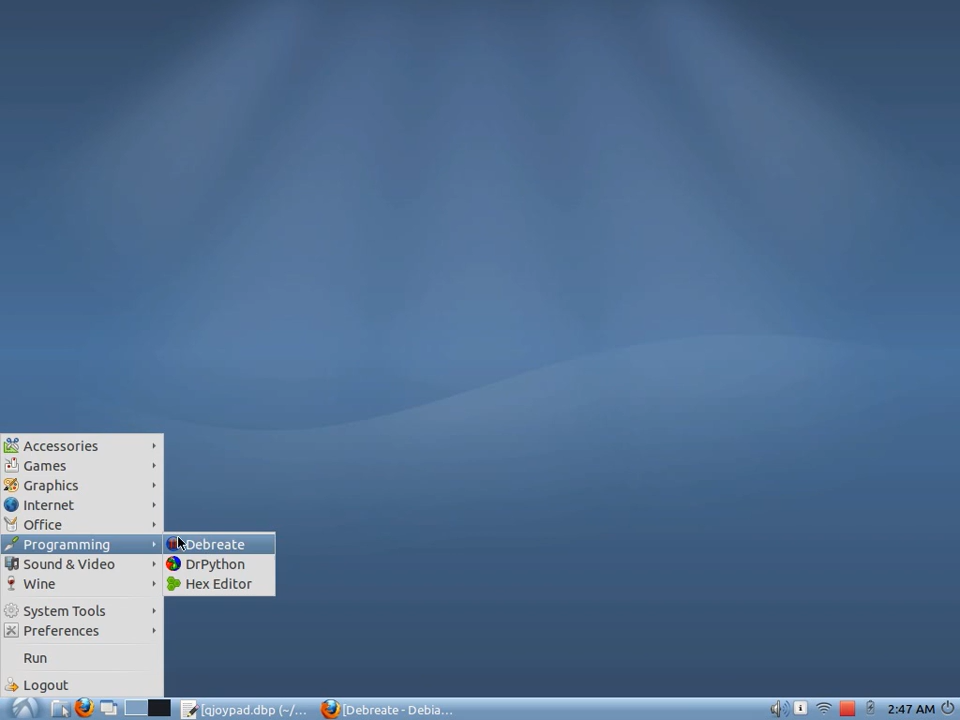 Accessories
Games
Graphics
Internet
Office
Programming
Debreate
DrPython
Hex Editor
Sound & Video
Wine
System Tools
Preferences
Run
Logout
[qjoypad.dbp (~/...
[Debreate - Debia...
2:47 AM